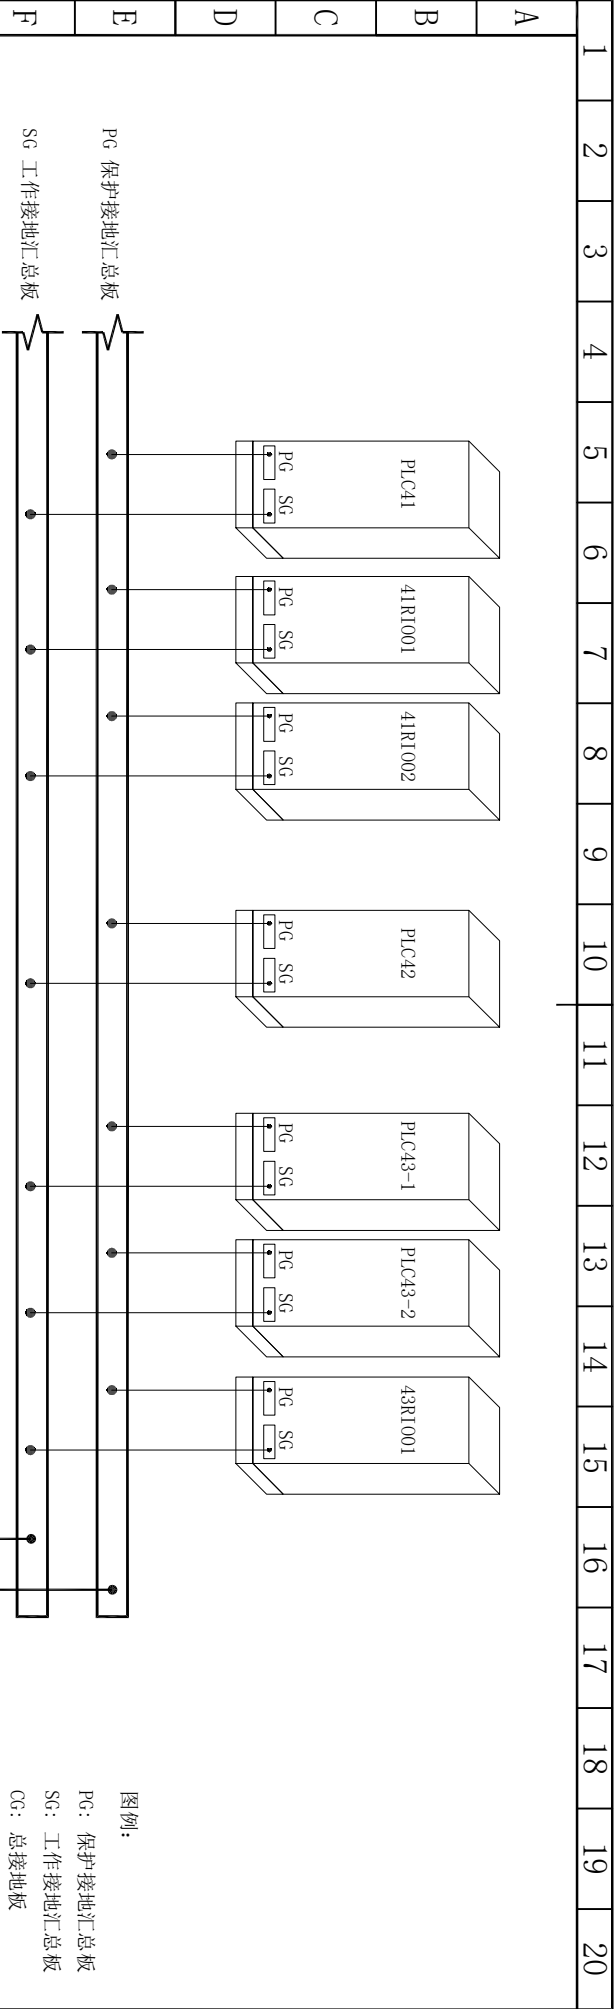 1 2 3 4 5 6 7 8 9 10 11 12 13 14 15 16 17 18 19 20
A
B
C
D
E
F
PLC41
PG SG
41RIO01
PG SG
41RIO02
PG SG
PLC42
PG SG
PLC43-1
PG SG
PLC43-2
PG SG
43RIO01
PG SG
PG 保护接地汇总板
SG 工作接地汇总板
图例:
PG: 保护接地汇总板
SG: 工作接地汇总板
CG: 总接地板